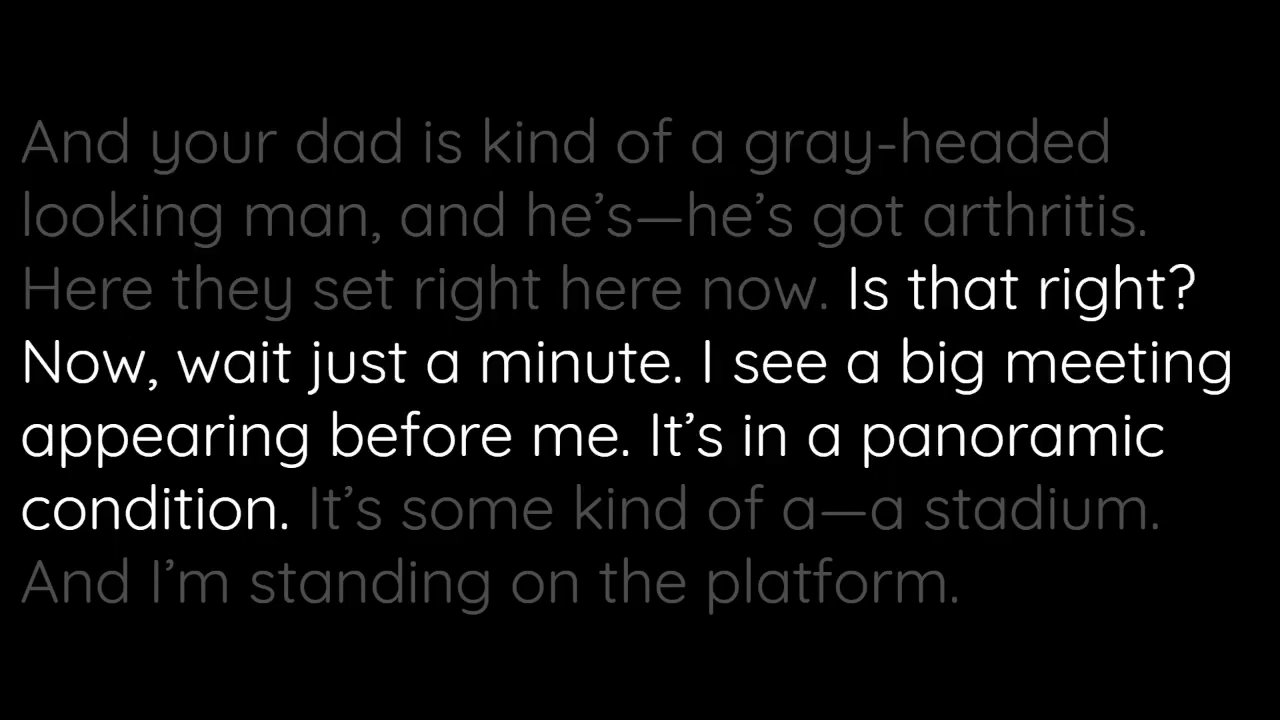 And your dad is kind of a gray-headed
looking man, and he’s—he’s got arthritis.
Here they set right here now. Is that right?
Now, wait just a minute. I see a big meeting
appearing before me. It’s in a panoramic
condition. It’s some kind of a—a stadium.
And I’m standing on the platform.